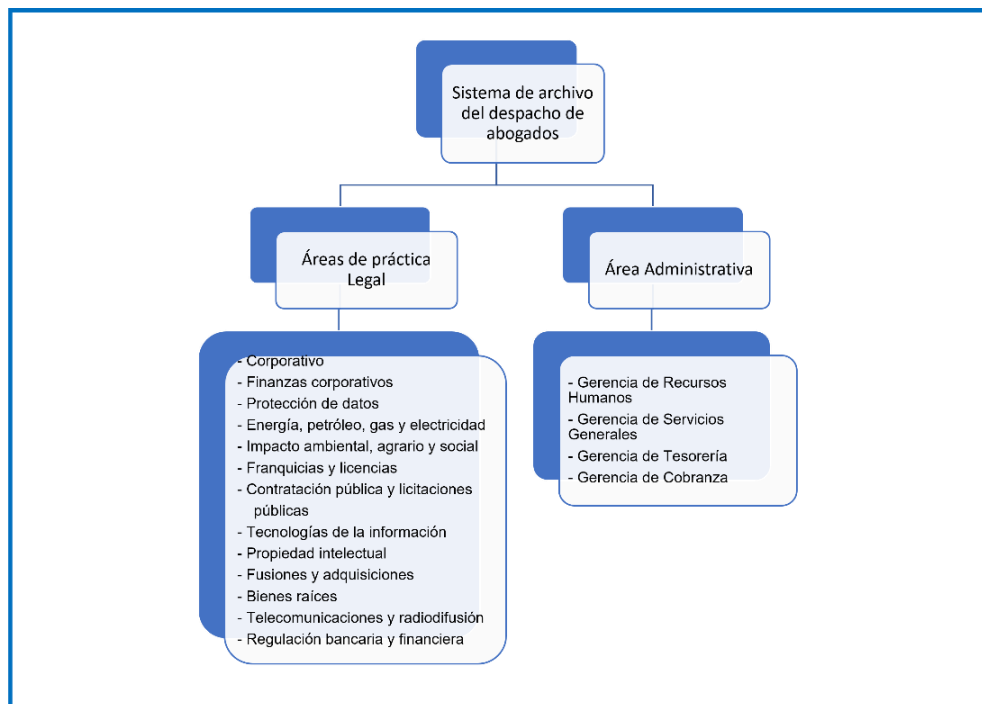 Sistema de archivo
del despacho de
abogados
Áreas de práctica
Legal
Área Administrativa
- Corporativo
- Finanzas corporativos
- Protección de datos
- Energía, petróleo, gas y electricidad
- Impacto ambiental, agrario y social
- Franquicias y licencias
- Contratación pública y licitaciones
públicas
- Tecnologías de la información
- Propiedad intelectual
- Fusiones y adquisiciones
- Bienes raíces
- Telecomunicaciones y radiodifusión
- Regulación bancaria y financiera
- Gerencia de Recursos
Humanos
- Gerencia de Servicios
Generales
- Gerencia de Tesorería
- Gerencia de Cobranza